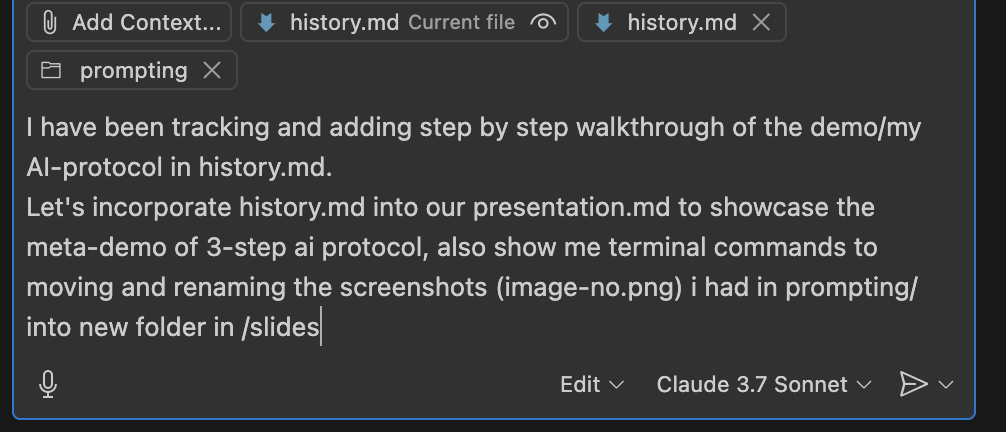 Add Context... history.md Current file history.md
prompting
I have been tracking and adding step by step walkthrough of the demo/my
AI-protocol in history.md.
Let's incorporate history.md into our presentation.md to showcase the
meta-demo of 3-step ai protocol, also show me terminal commands to
moving and renaming the screenshots (image-no.png) i had in prompting/
into new folder in /slides
Edit Claude 3.7 Sonnet